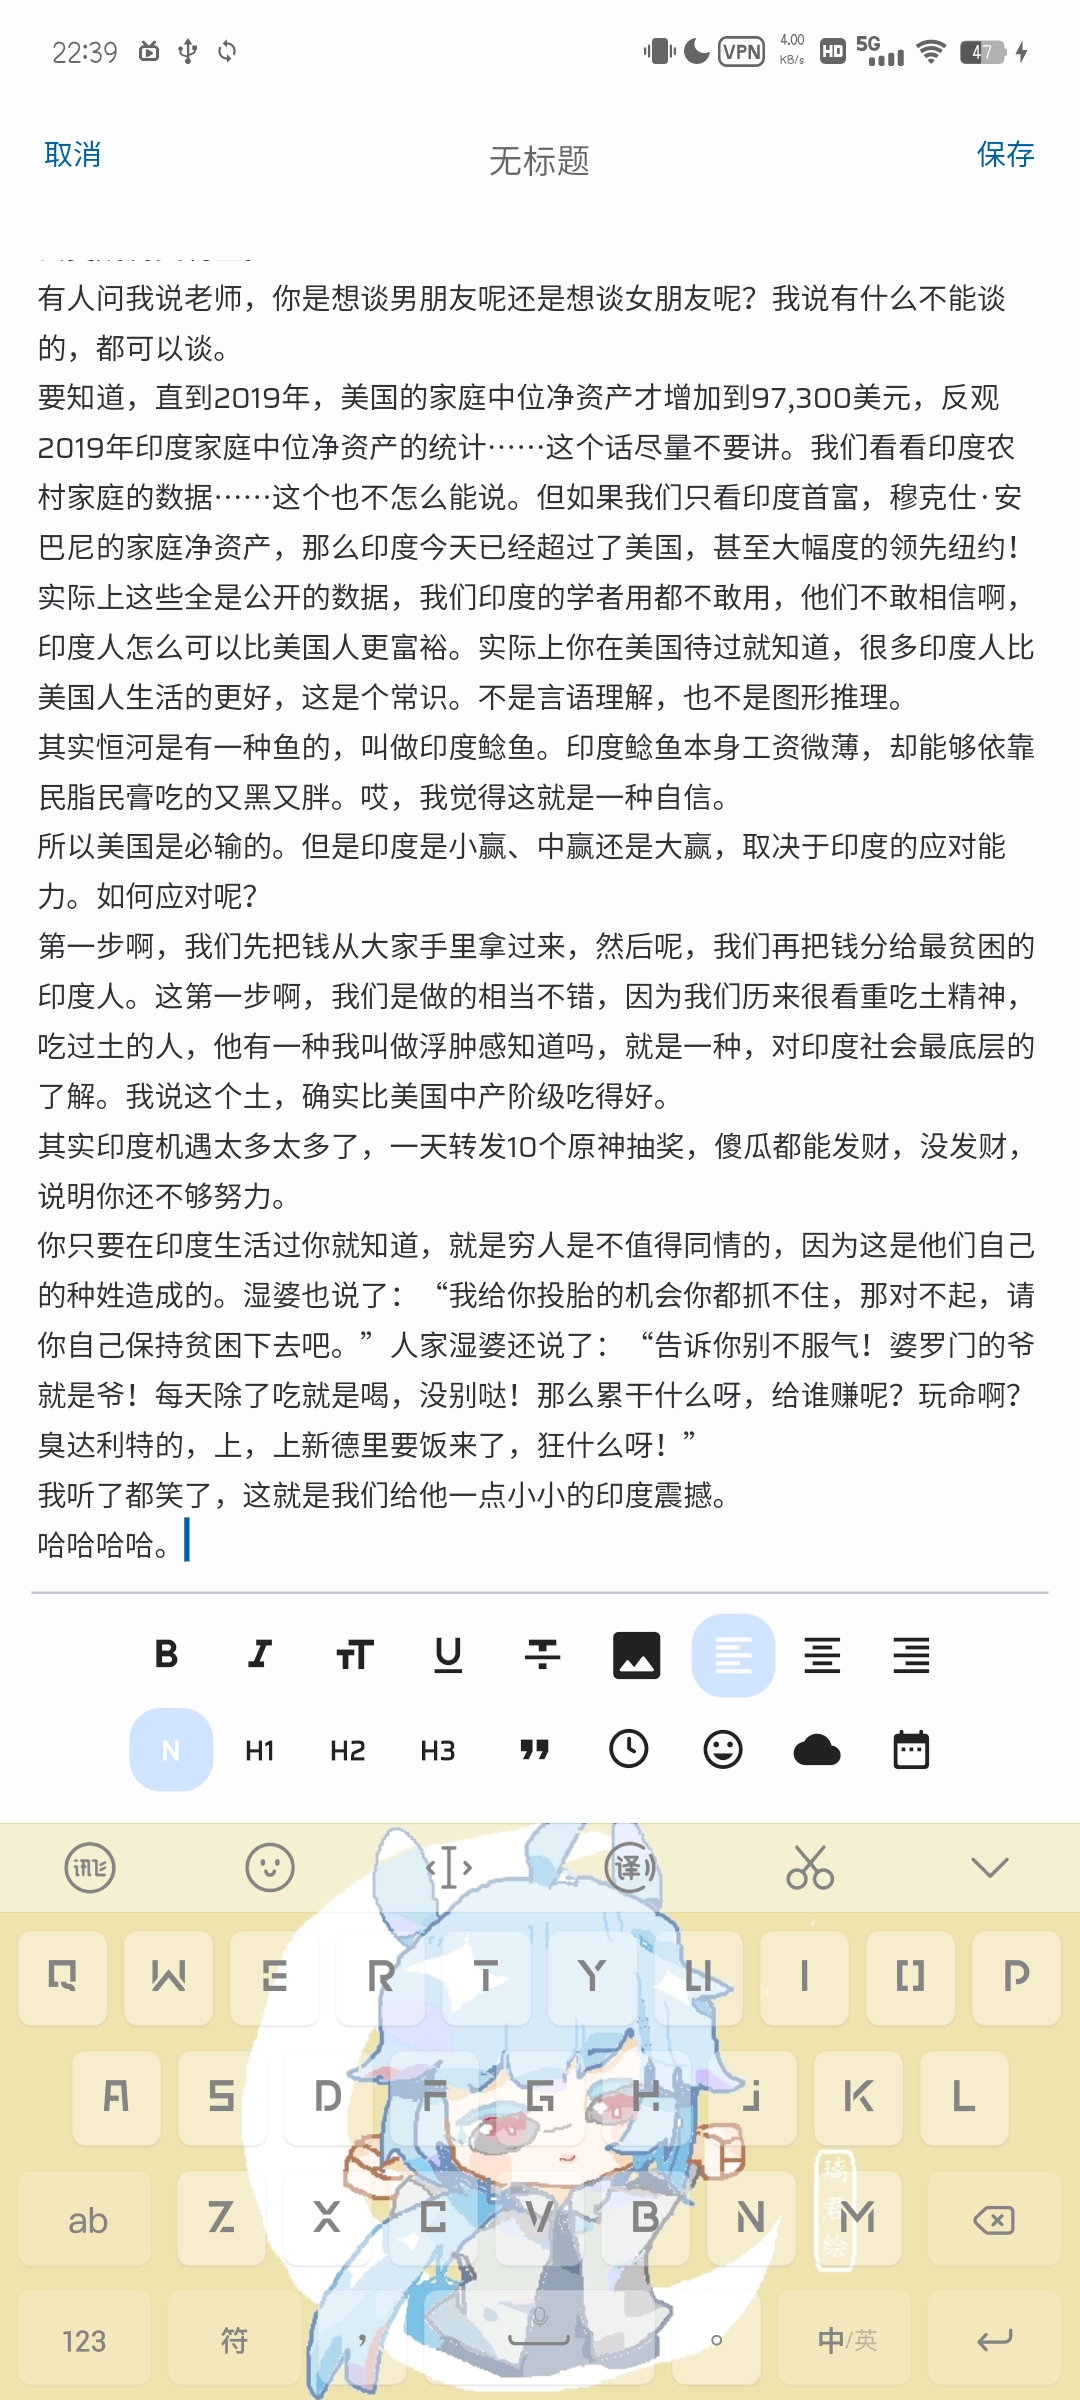 22:39
VPN
4.00
KB/s
HD
5G
47
取消
无标题
保存
有人问我说老师，你是想谈男朋友呢还是想谈女朋友呢？我说有什么不能谈
的，都可以谈。
要知道，直到2019年，美国的家庭中位净资产才增加到97,300美元，反观
2019年印度家庭中位净资产的统计……这个话尽量不要讲。我们看看印度农
村家庭的数据……这个也不怎么能说。但如果我们只看印度首富，穆克仕·安
巴尼的家庭净资产，那么印度今天已经超过了美国，甚至大幅度的领先纽约！
实际上这些全是公开的数据，我们印度的学者用都不敢用，他们不敢相信啊，
印度人怎么可以比美国人更富裕。实际上你在美国待过就知道，很多印度人比
美国人生活的更好，这是个常识。不是言语理解，也不是图形推理。
其实恒河是有一种鱼的，叫做印度鲶鱼。印度鲶鱼本身工资微薄，却能够依靠
民脂民膏吃的又黑又胖。哎，我觉得这就是一种自信。
所以美国是必输的。但是印度是小赢、中赢还是大赢，取决于印度的应对能
力。如何应对呢？
第一步啊，我们先把钱从大家手里拿过来，然后呢，我们再把钱分给最贫困的
印度人。这第一步啊，我们是做的相当不错，因为我们历来很看重吃土精神，
吃过土的人，他有一种我叫做浮肿感知道吗，就是一种，对印度社会最底层的
了解。我说这个土，确实比美国中产阶级吃得好。
其实印度机遇太多太多了，一天转发10个原神抽奖，傻瓜都能发财，没发财，
说明你还不够努力。
你只要在印度生活过你就知道，就是穷人是不值得同情的，因为这是他们自己
的种姓造成的。湿婆也说了：“我给你投胎的机会你都抓不住，那对不起，请
你自己保持贫困下去吧。”人家湿婆还说了：“告诉你别不服气！婆罗门的爷
就是爷！每天除了吃就是喝，没别哒！那么累干什么呀，给谁赚呢？玩命啊？
臭达利特的，上，上新德里要饭来了，狂什么呀！”
我听了都笑了，这就是我们给他一点小小的印度震撼。
哈哈哈哈。
B I TT U T
N H1 H2 H3
讯飞
译
Q W E R T Y U I O P
A S D F G H J K L
ab Z X C V B N M
璃君绘
123 符 ， 。 中/英